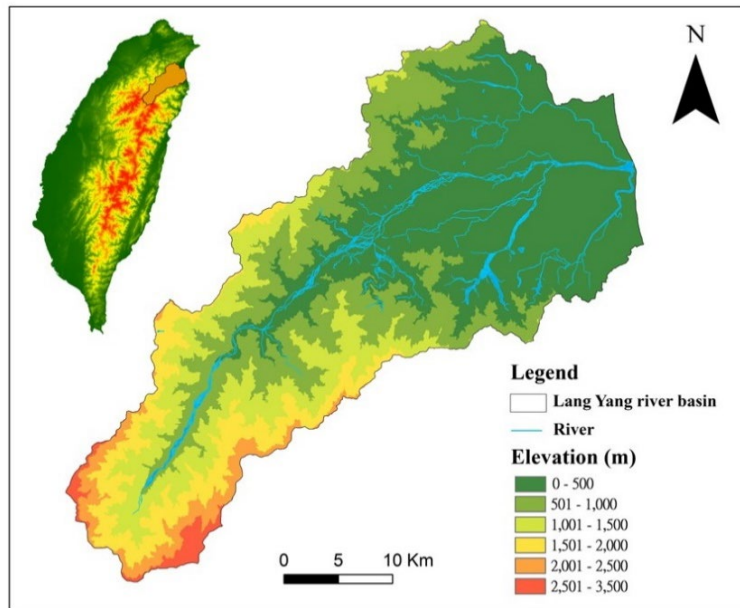 N
Legend
Lang Yang river basin
River
Elevation (m)
0 - 500
501 - 1,000
1,001 - 1,500
1,501 - 2,000
2,001 - 2,500
2,501 - 3,500
0 5 10 Km